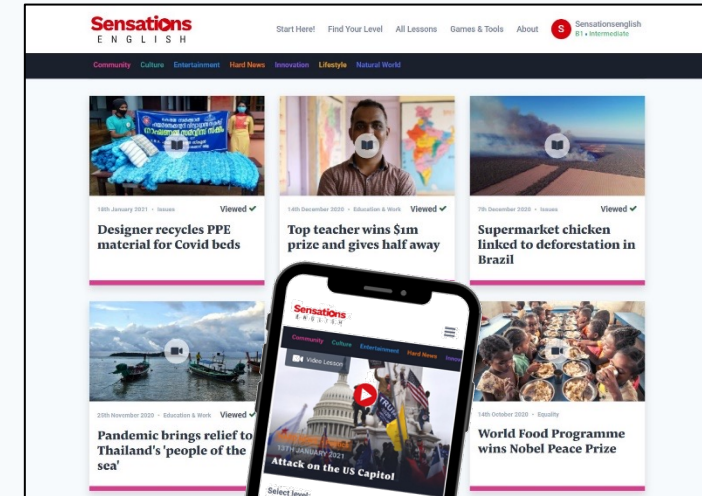 Sensations
ENGLISH
Start Here! Find Your Level All Lessons Games & Tools About
S
Sensationsenglish
B1 • Intermediate
Community Culture Entertainment Hard News Innovation Lifestyle Natural World
18th January 2021 • Issues Viewed ✓
Designer recycles PPE
material for Covid beds
14th December 2020 • Education & Work Viewed ✓
Top teacher wins $1m
prize and gives half away
7th December 2020 • Issues Viewed ✓
Supermarket chicken
linked to deforestation in
Brazil
25th November 2020 • Education & Work Viewed ✓
Pandemic brings relief to
Thailand's 'people of the
sea'
Sensations
ENGLISH
Community Culture Entertainment Hard News Innova
Video Lesson
TRUMP
13TH JANUARY 2021
Attack on the US Capitol
Select level:
14th October 2020 • Equality
World Food Programme
wins Nobel Peace Prize